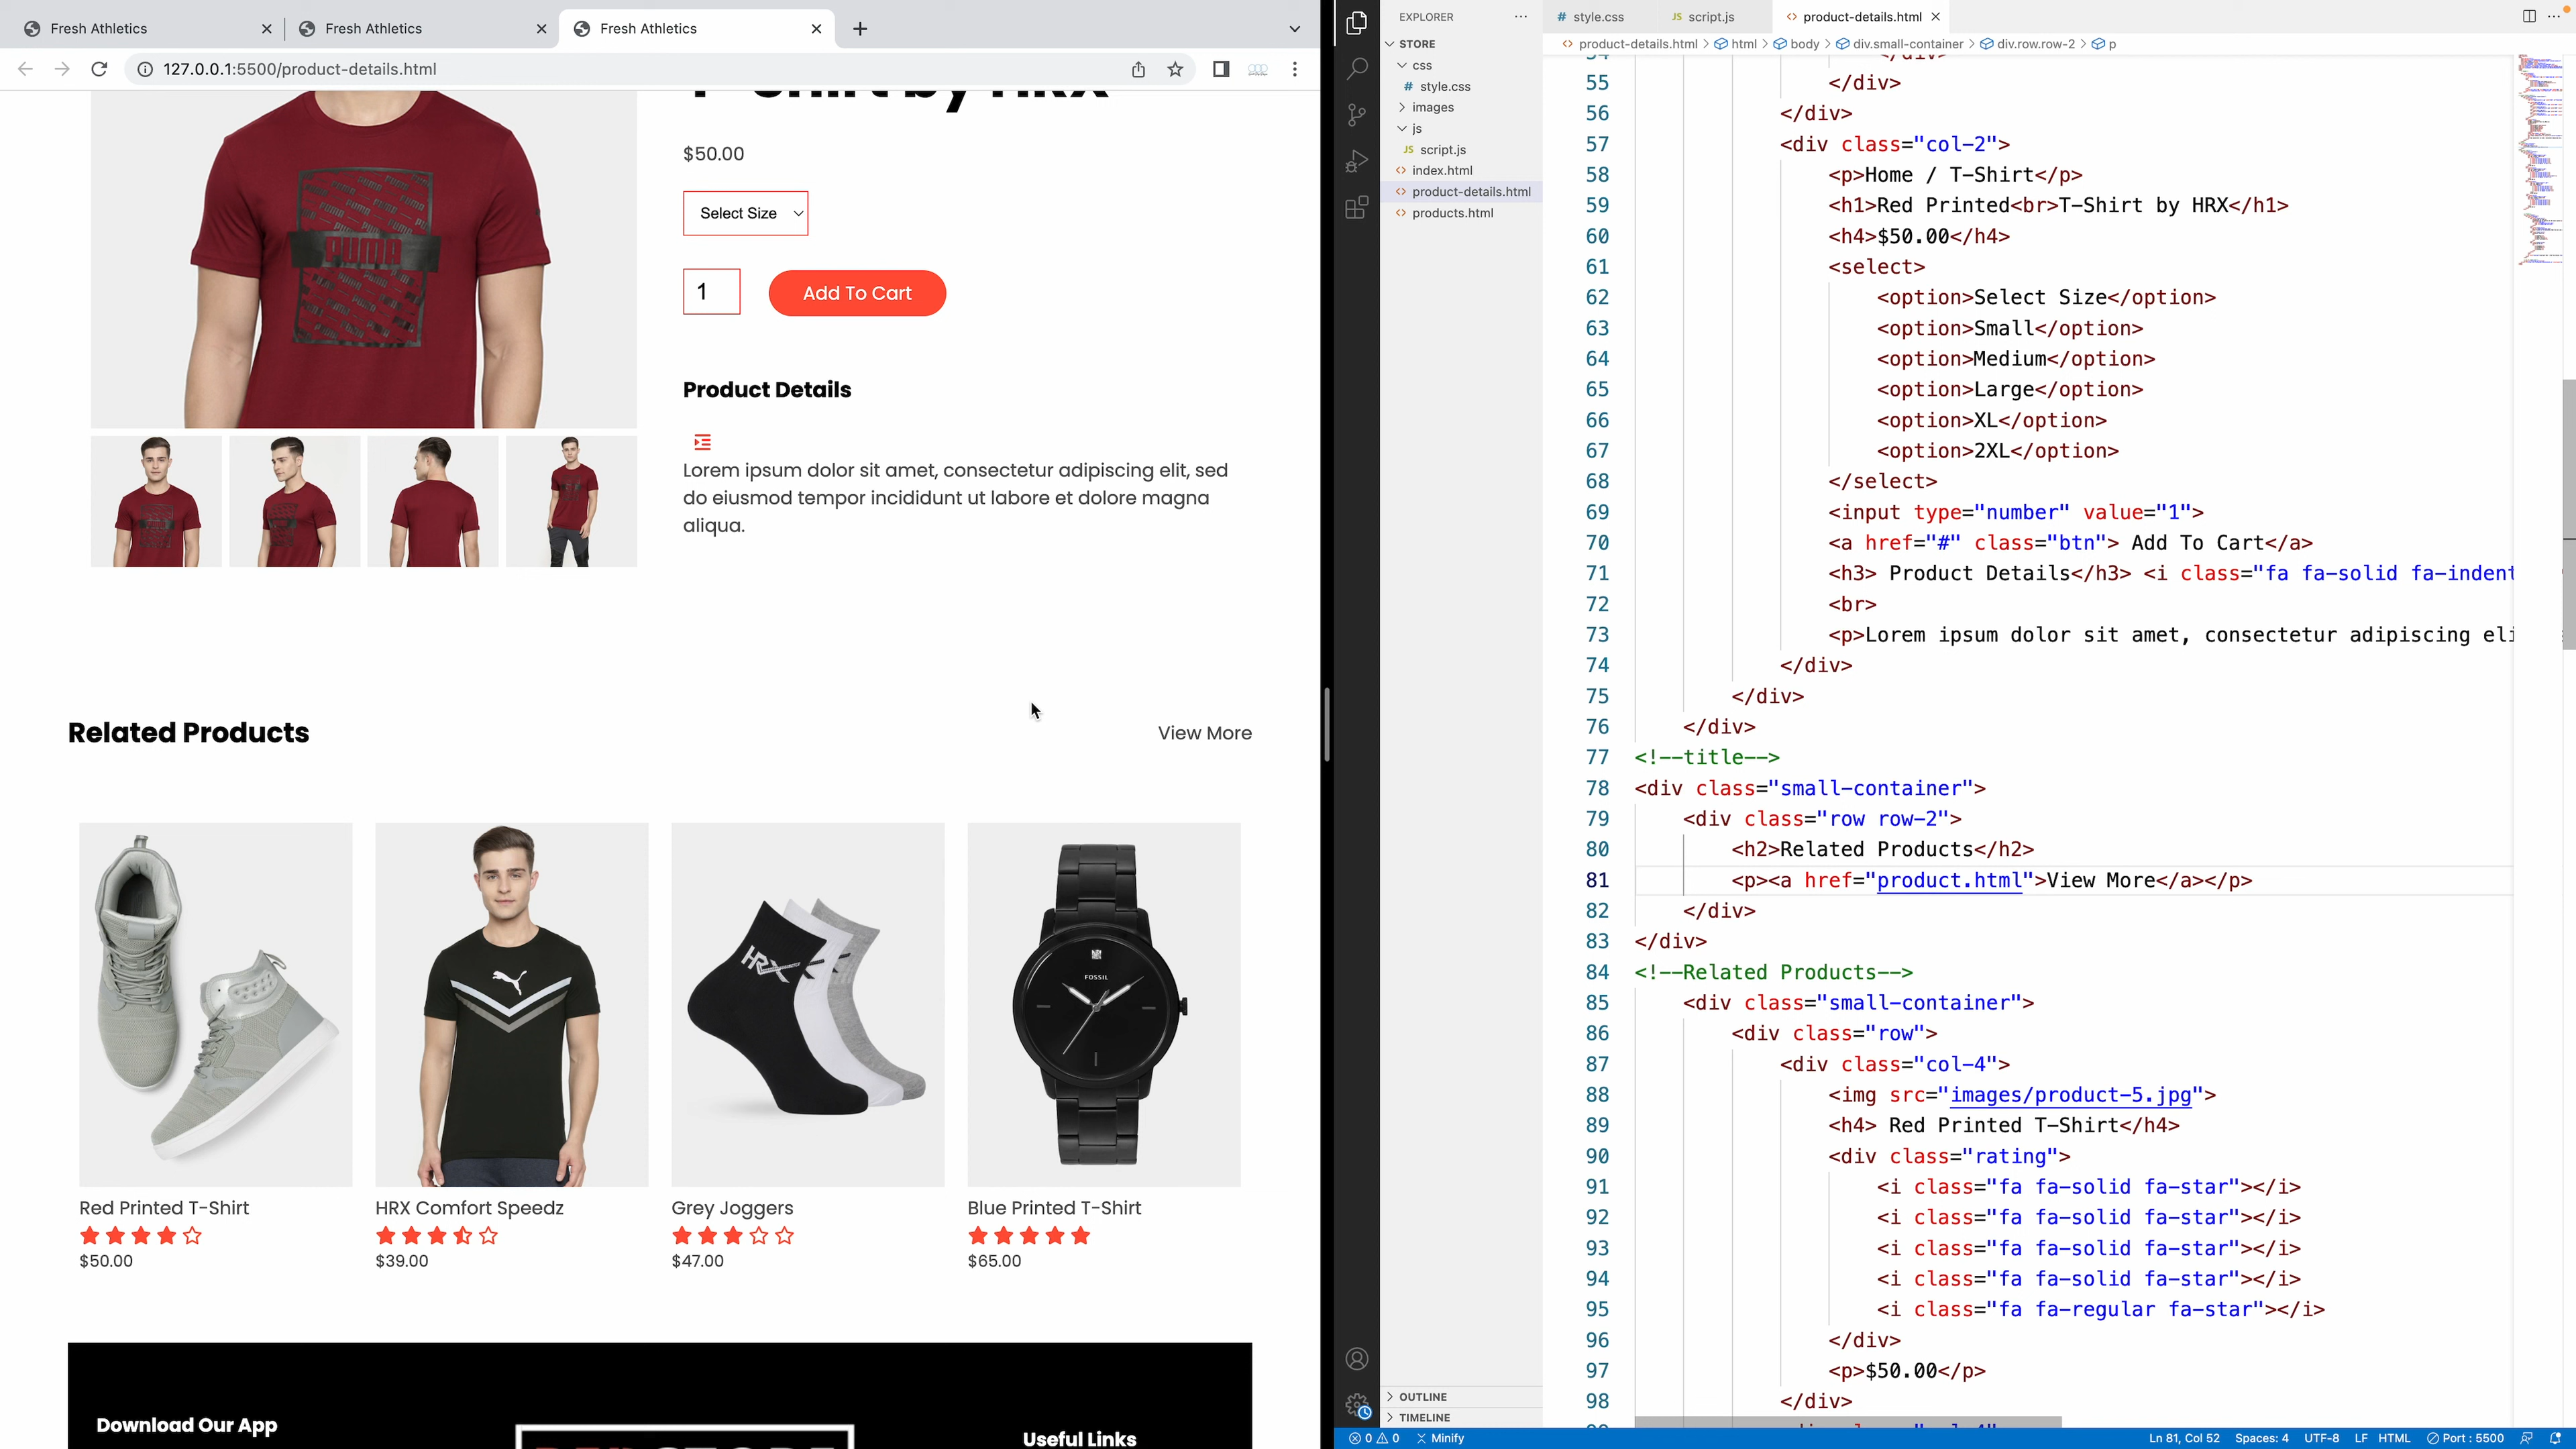 Fresh Athletics
Fresh Athletics
Fresh Athletics
127.0.0.1:5500/product-details.html
T-Shirt by HRX
$50.00
Select Size
1
Add To Cart
Product Details
Lorem ipsum dolor sit amet, consectetur adipiscing elit, sed
do eiusmod tempor incididunt ut labore et dolore magna
aliqua.
PUMA
Related Products
View More
HRX
FOSSIL
Red Printed T-Shirt
$50.00
HRX Comfort Speedz
$39.00
Grey Joggers
$47.00
Blue Printed T-Shirt
$65.00
Download Our App
Useful Links
EXPLORER
STORE
css
# style.css
images
js
JS script.js
<> index.html
<> product-details.html
<> products.html
OUTLINE
TIMELINE
# style.css
JS script.js
<> product-details.html
<> product-details.html > html > body > div.small-container > div.row.row-2 > p
54 </div>
55 </div>
56 </div>
57 <div class="col-2">
58 <p>Home / T-Shirt</p>
59 <h1>Red Printed<br>T-Shirt by HRX</h1>
60 <h4>$50.00</h4>
61 <select>
62 <option>Select Size</option>
63 <option>Small</option>
64 <option>Medium</option>
65 <option>Large</option>
66 <option>XL</option>
67 <option>2XL</option>
68 </select>
69 <input type="number" value="1">
70 <a href="#" class="btn"> Add To Cart</a>
71 <h3> Product Details</h3> <i class="fa fa-solid fa-indent
72 <br>
73 <p>Lorem ipsum dolor sit amet, consectetur adipiscing eli
74 </div>
75 </div>
76 </div>
77 <!--title-->
78 <div class="small-container">
79 <div class="row row-2">
80 <h2>Related Products</h2>
81 <p><a href="product.html">View More</a></p>
82 </div>
83 </div>
84 <!--Related Products-->
85 <div class="small-container">
86 <div class="row">
87 <div class="col-4">
88 <img src="images/product-5.jpg">
89 <h4> Red Printed T-Shirt</h4>
90 <div class="rating">
91 <i class="fa fa-solid fa-star"></i>
92 <i class="fa fa-solid fa-star"></i>
93 <i class="fa fa-solid fa-star"></i>
94 <i class="fa fa-solid fa-star"></i>
95 <i class="fa fa-regular fa-star"></i>
96 </div>
97 <p>$50.00</p>
98 </div>
0 0
Minify
Ln 81, Col 52
Spaces: 4
UTF-8
LF
HTML
Port : 5500